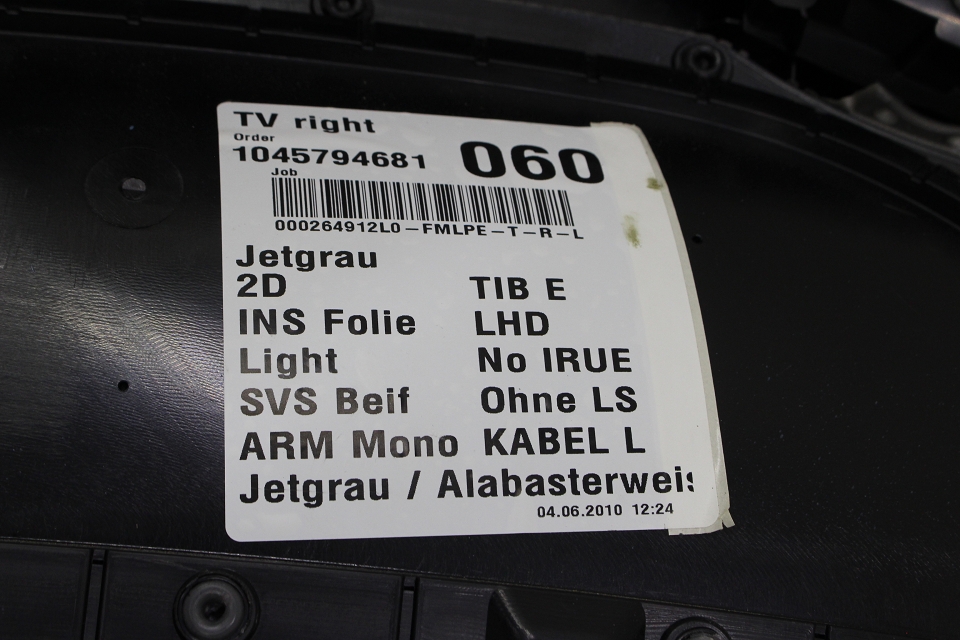 TV right
Order
1045794681 060
Job
000264912L0-FMLPE-T-R-L
Jetgrau
2D TIB E
INS Folie LHD
Light No IRUE
SVS Beif Ohne LS
ARM Mono KABEL L
Jetgrau / Alabasterweis
04.06.2010 12:24